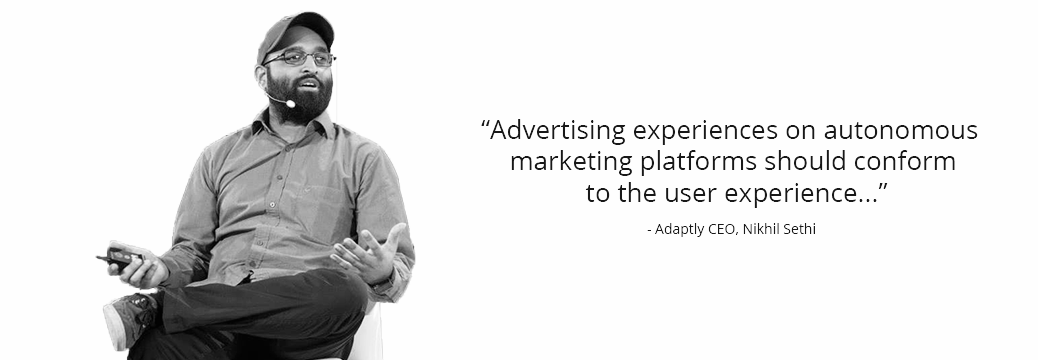 “Advertising experiences on autonomous
marketing platforms should conform
to the user experience...”
- Adaptly CEO, Nikhil Sethi